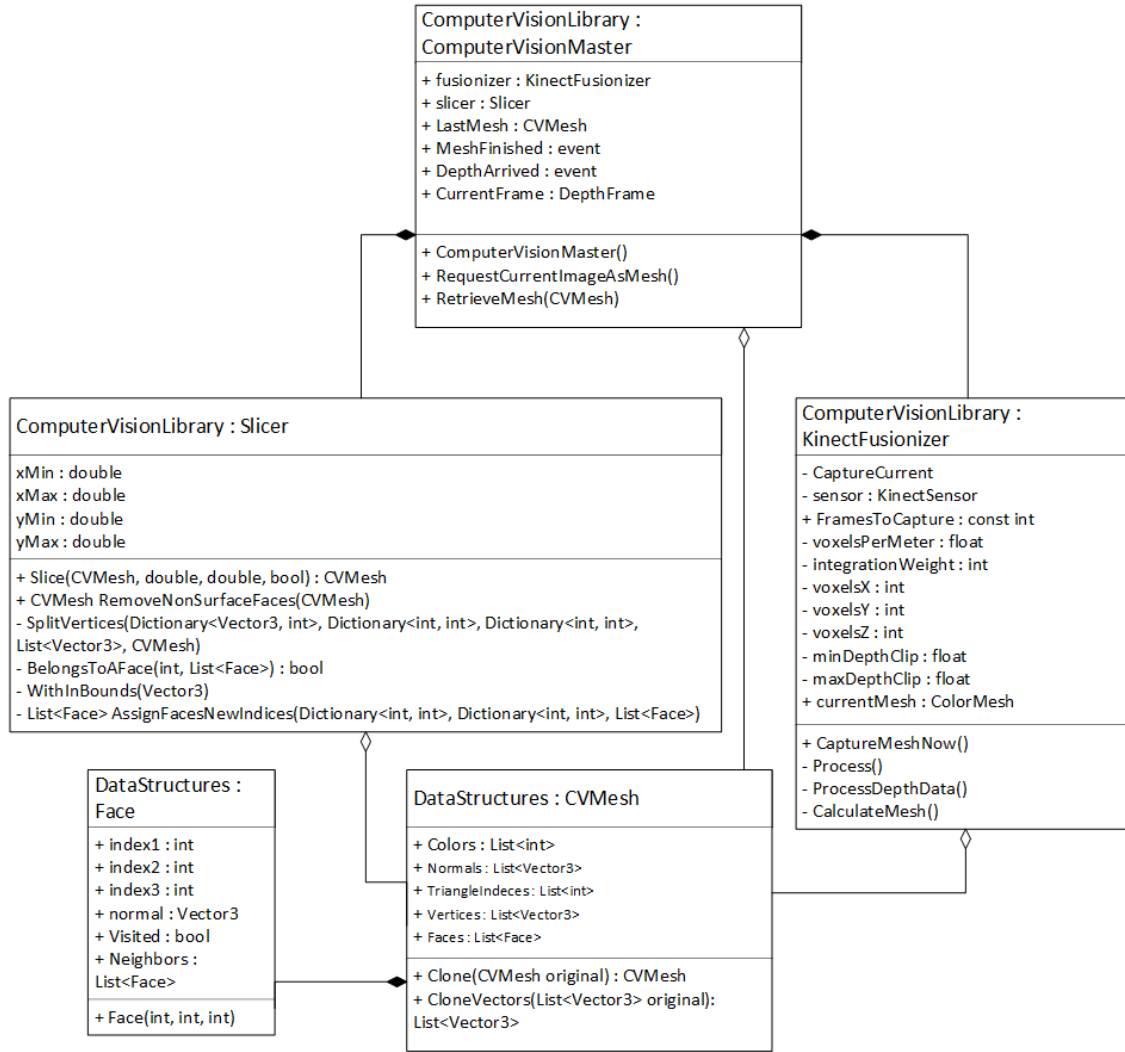 ComputerVisionLibrary :
ComputerVisionMaster
+ fusionizer : KinectFusionizer
+ slicer : Slicer
+ LastMesh : CVMesh
+ MeshFinished : event
+ DepthArrived : event
+ CurrentFrame : DepthFrame
+ ComputerVisionMaster()
+ RequestCurrentImageAsMesh()
+ RetrieveMesh(CVMesh)
ComputerVisionLibrary : Slicer
xMin : double
xMax : double
yMin : double
yMax : double
+ Slice(CVMesh, double, double, bool) : CVMesh
+ CVMesh RemoveNonSurfaceFaces(CVMesh)
- SplitVertices(Dictionary<Vector3, int>, Dictionary<int, int>, Dictionary<int, int>,
List<Vector3>, CVMesh)
- BelongsToAFace(int, List<Face>) : bool
- WithInBounds(Vector3)
- List<Face> AssignFacesNewIndices(Dictionary<int, int>, Dictionary<int, int>, List<Face>)
ComputerVisionLibrary :
KinectFusionizer
- CaptureCurrent
- sensor : KinectSensor
+ FramesToCapture : const int
- voxelsPerMeter : float
- integrationWeight : int
- voxelsX : int
- voxelsY : int
- voxelsZ : int
- minDepthClip : float
- maxDepthClip : float
+ currentMesh : ColorMesh
+ CaptureMeshNow()
- Process()
- ProcessDepthData()
- CalculateMesh()
DataStructures :
Face
+ index1 : int
+ index2 : int
+ index3 : int
+ normal : Vector3
+ Visited : bool
+ Neighbors :
List<Face>
+ Face(int, int, int)
DataStructures : CVMesh
+ Colors : List<int>
+ Normals : List<Vector3>
+ TriangleIndeces : List<int>
+ Vertices : List<Vector3>
+ Faces : List<Face>
+ Clone(CVMesh original) : CVMesh
+ CloneVectors(List<Vector3> original):
List<Vector3>